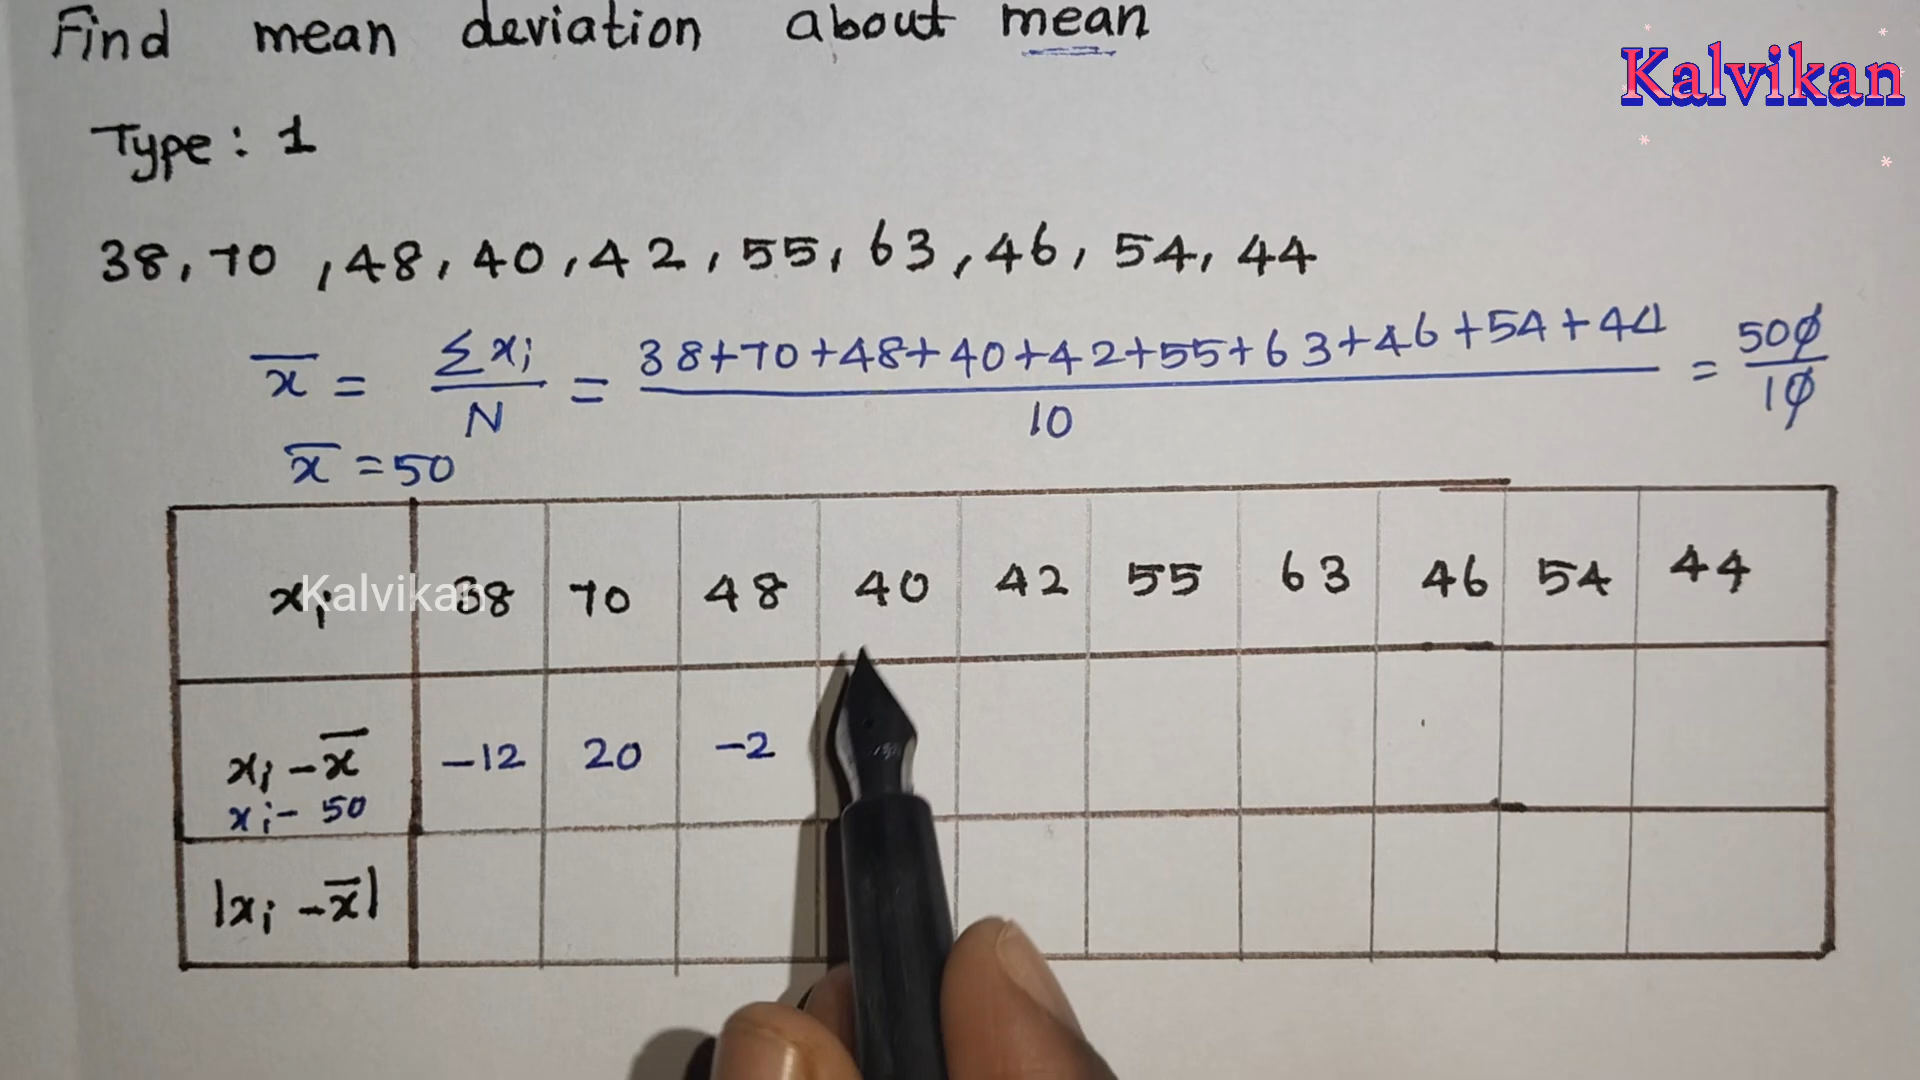 Find mean deviation about mean
Kalvikan
Type: 1
38, 70, 48, 40, 42, 55, 63, 46, 54, 44
x̄ = Σxi/N = 38+70+48+40+42+55+63+46+54+44/10 = 500/10
x̄ = 50
xi 38 70 48 40 42 55 63 46 54 44
Kalvikan
xi - x̄ -12 20 -2
xi - 50
|xi - x̄|